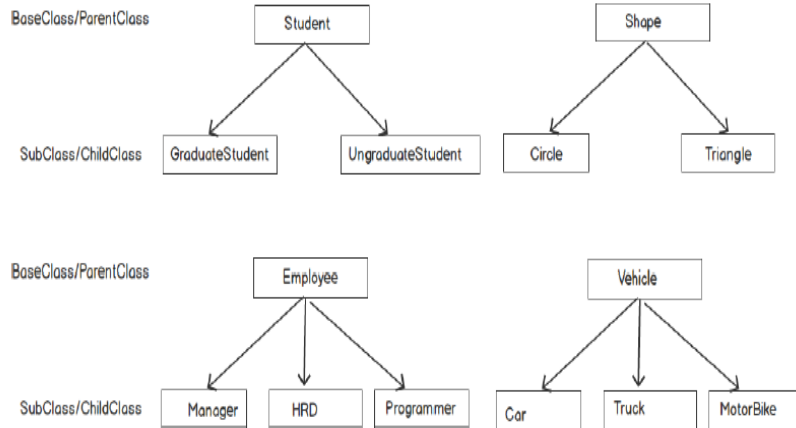 BaseClass/ParentClass
Student
Shape
SubClass/ChildClass
GraduateStudent
UngraduateStudent
Circle
Triangle
BaseClass/ParentClass
Employee
Vehicle
SubClass/ChildClass
Manager
HRD
Programmer
Car
Truck
MotorBike